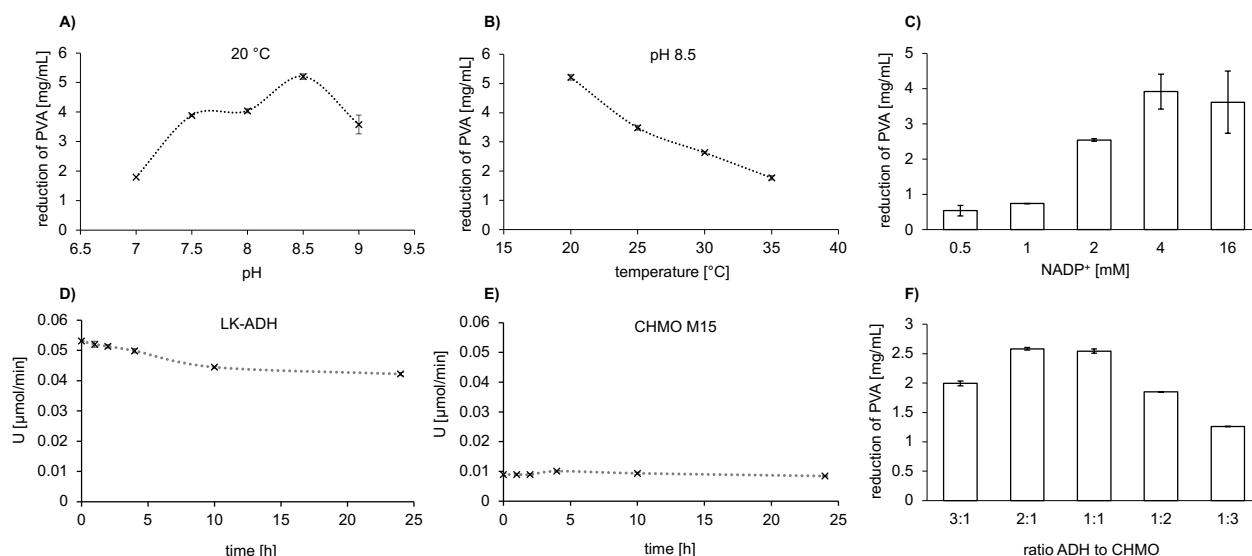 A)
20 °C
reduction of PVA [mg/mL]
6
5
4
3
2
1
0
6.5 7 7.5 8 8.5 9 9.5
pH
B)
pH 8.5
reduction of PVA [mg/mL]
6
5
4
3
2
1
0
15 20 25 30 35 40
temperature [°C]
C)
reduction of PVA [mg/mL]
5
4
3
2
1
0
0.5 1 2 4 16
NADP⁺ [mM]
D)
LK-ADH
U [µmol/min]
0.06
0.05
0.04
0.03
0.02
0.01
0
0 5 10 15 20 25
time [h]
E)
CHMO M15
U [µmol/min]
0.06
0.05
0.04
0.03
0.02
0.01
0
0 5 10 15 20 25
time [h]
F)
reduction of PVA [mg/mL]
3
2.5
2
1.5
1
0.5
0
3:1 2:1 1:1 1:2 1:3
ratio ADH to CHMO